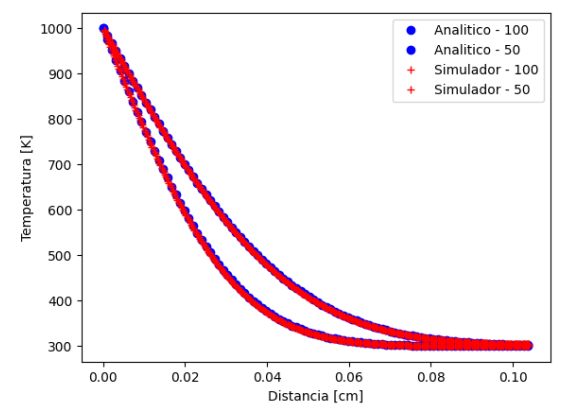 1000
900
800
700
600
500
400
300
Temperatura [K]
0.00 0.02 0.04 0.06 0.08 0.10
Distancia [cm]
Analitico - 100
Analitico - 50
Simulador - 100
Simulador - 50